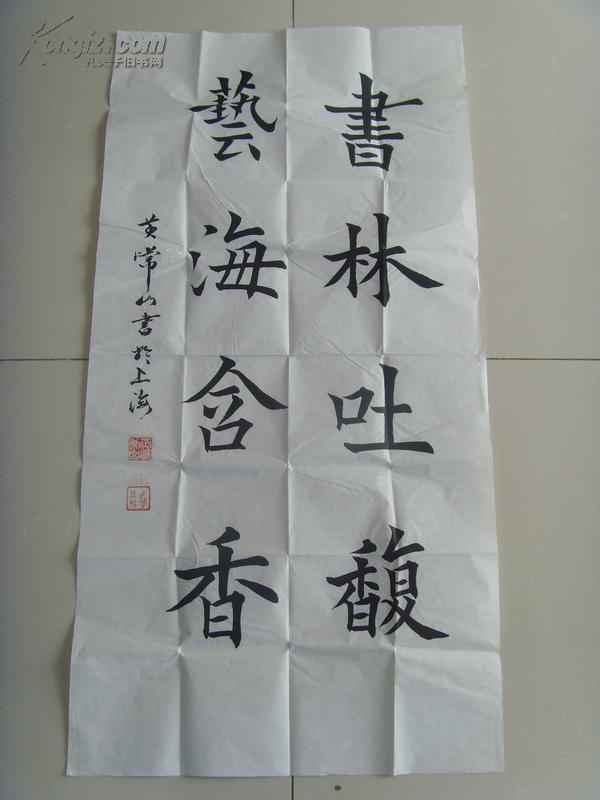 書林吐馥
藝海含香
黄常山書於上海
Kongfz.com
孔夫子旧书网